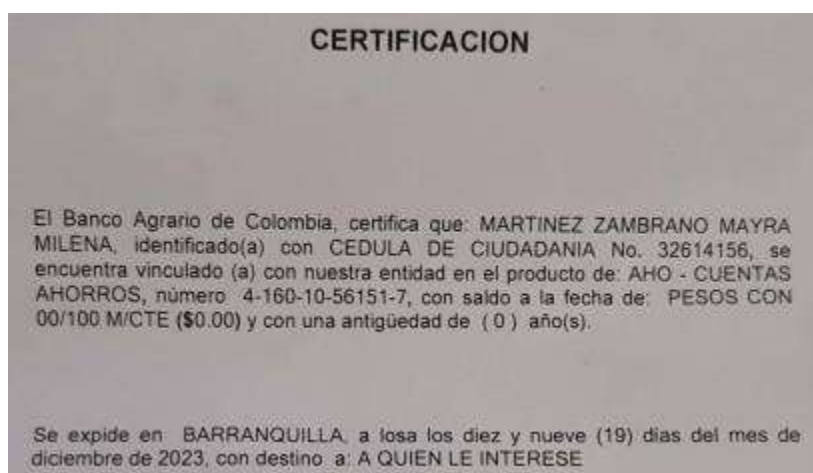 CERTIFICACION
El Banco Agrario de Colombia, certifica que: MARTINEZ ZAMBRANO MAYRA
MILENA, identificado(a) con CEDULA DE CIUDADANIA No. 32614156, se
encuentra vinculado (a) con nuestra entidad en el producto de: AHO - CUENTAS
AHORROS, número 4-160-10-56151-7, con saldo a la fecha de: PESOS CON
00/100 M/CTE ($0.00) y con una antigüedad de ( 0 ) año(s).
Se expide en BARRANQUILLA, a losa los diez y nueve (19) dias del mes de
diciembre de 2023, con destino a: A QUIEN LE INTERESE